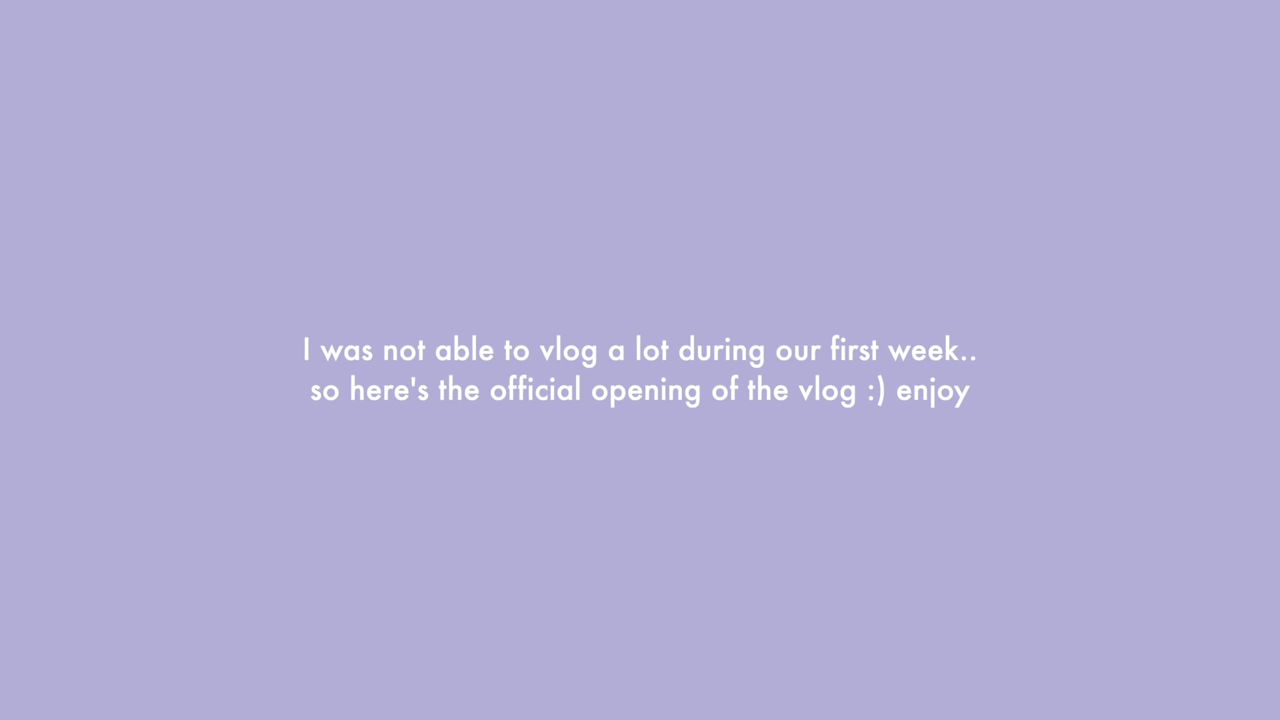 I was not able to vlog a lot during our first week..
so here's the official opening of the vlog :) enjoy